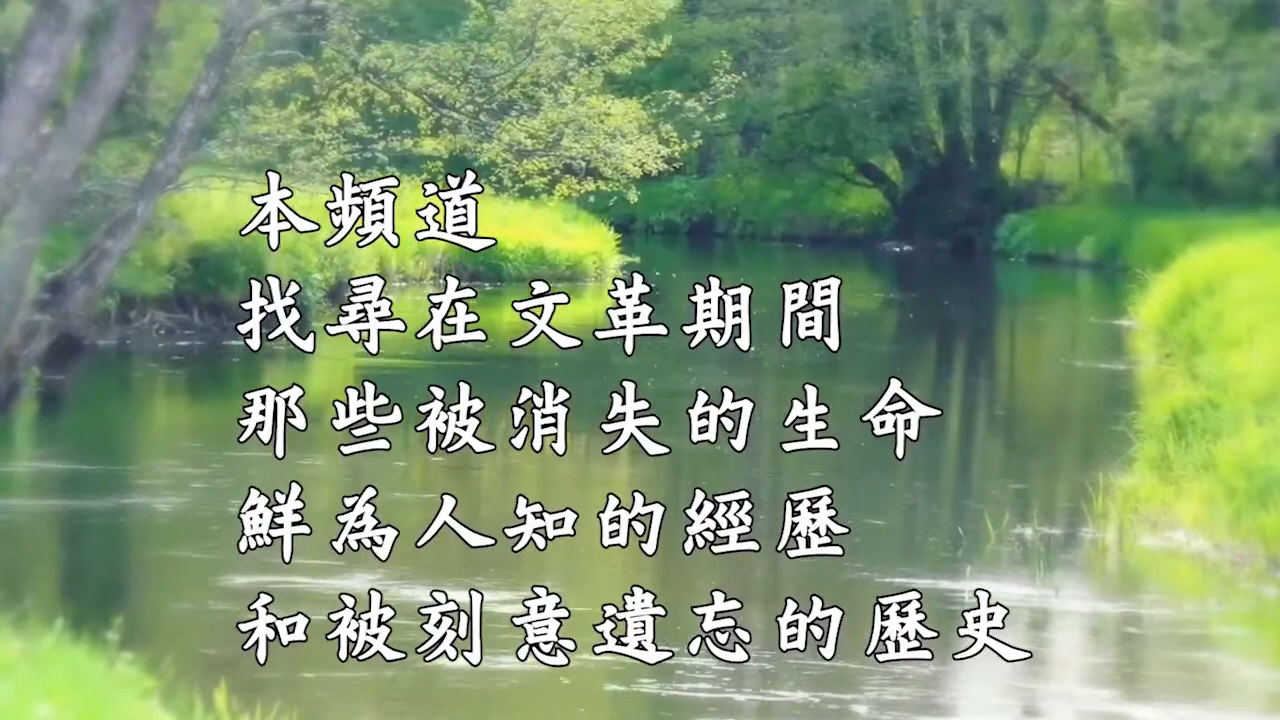 本頻道
找尋在文革期間
那些被消失的生命
鮮為人知的經歷
和被刻意遺忘的歷史